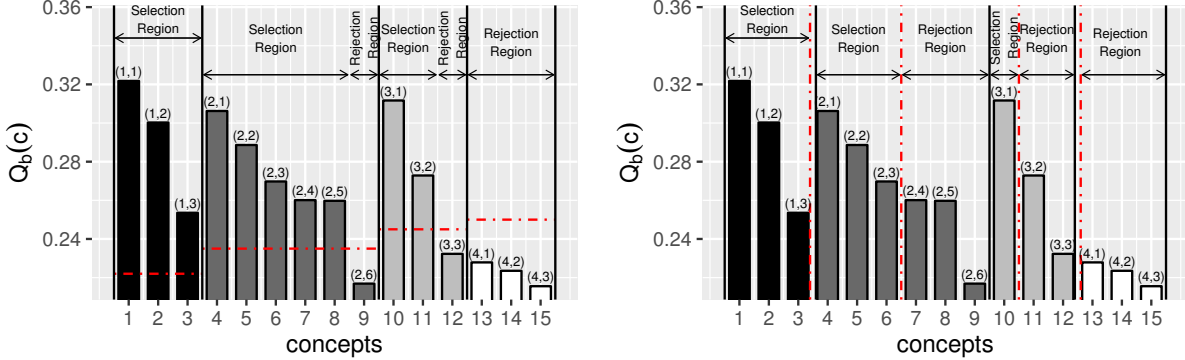 0.36
0.32
0.28
0.24
Q_b(c)
Selection
Region
Selection
Region
Rejection
Region
Selection
Region
Rejection
Region
Rejection
Region
(1,1)
(1,2)
(1,3)
(2,1)
(2,2)
(2,3)
(2,4)
(2,5)
(2,6)
(3,1)
(3,2)
(3,3)
(4,1)
(4,2)
(4,3)
1 2 3 4 5 6 7 8 9 10 11 12 13 14 15
concepts
0.36
0.32
0.28
0.24
Q_b(c)
Selection
Region
Selection
Region
Rejection
Region
Selection
Region
Rejection
Region
Rejection
Region
(1,1)
(1,2)
(1,3)
(2,1)
(2,2)
(2,3)
(2,4)
(2,5)
(2,6)
(3,1)
(3,2)
(3,3)
(4,1)
(4,2)
(4,3)
1 2 3 4 5 6 7 8 9 10 11 12 13 14 15
concepts